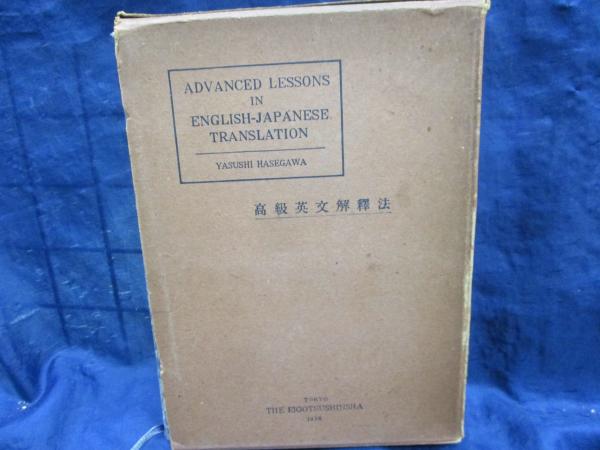 ADVANCED LESSONS
IN
ENGLISH-JAPANESE
TRANSLATION
YASUSHI HASEGAWA
高級英文解釋法
TOKYO
THE EIGOTSUSHINSHA